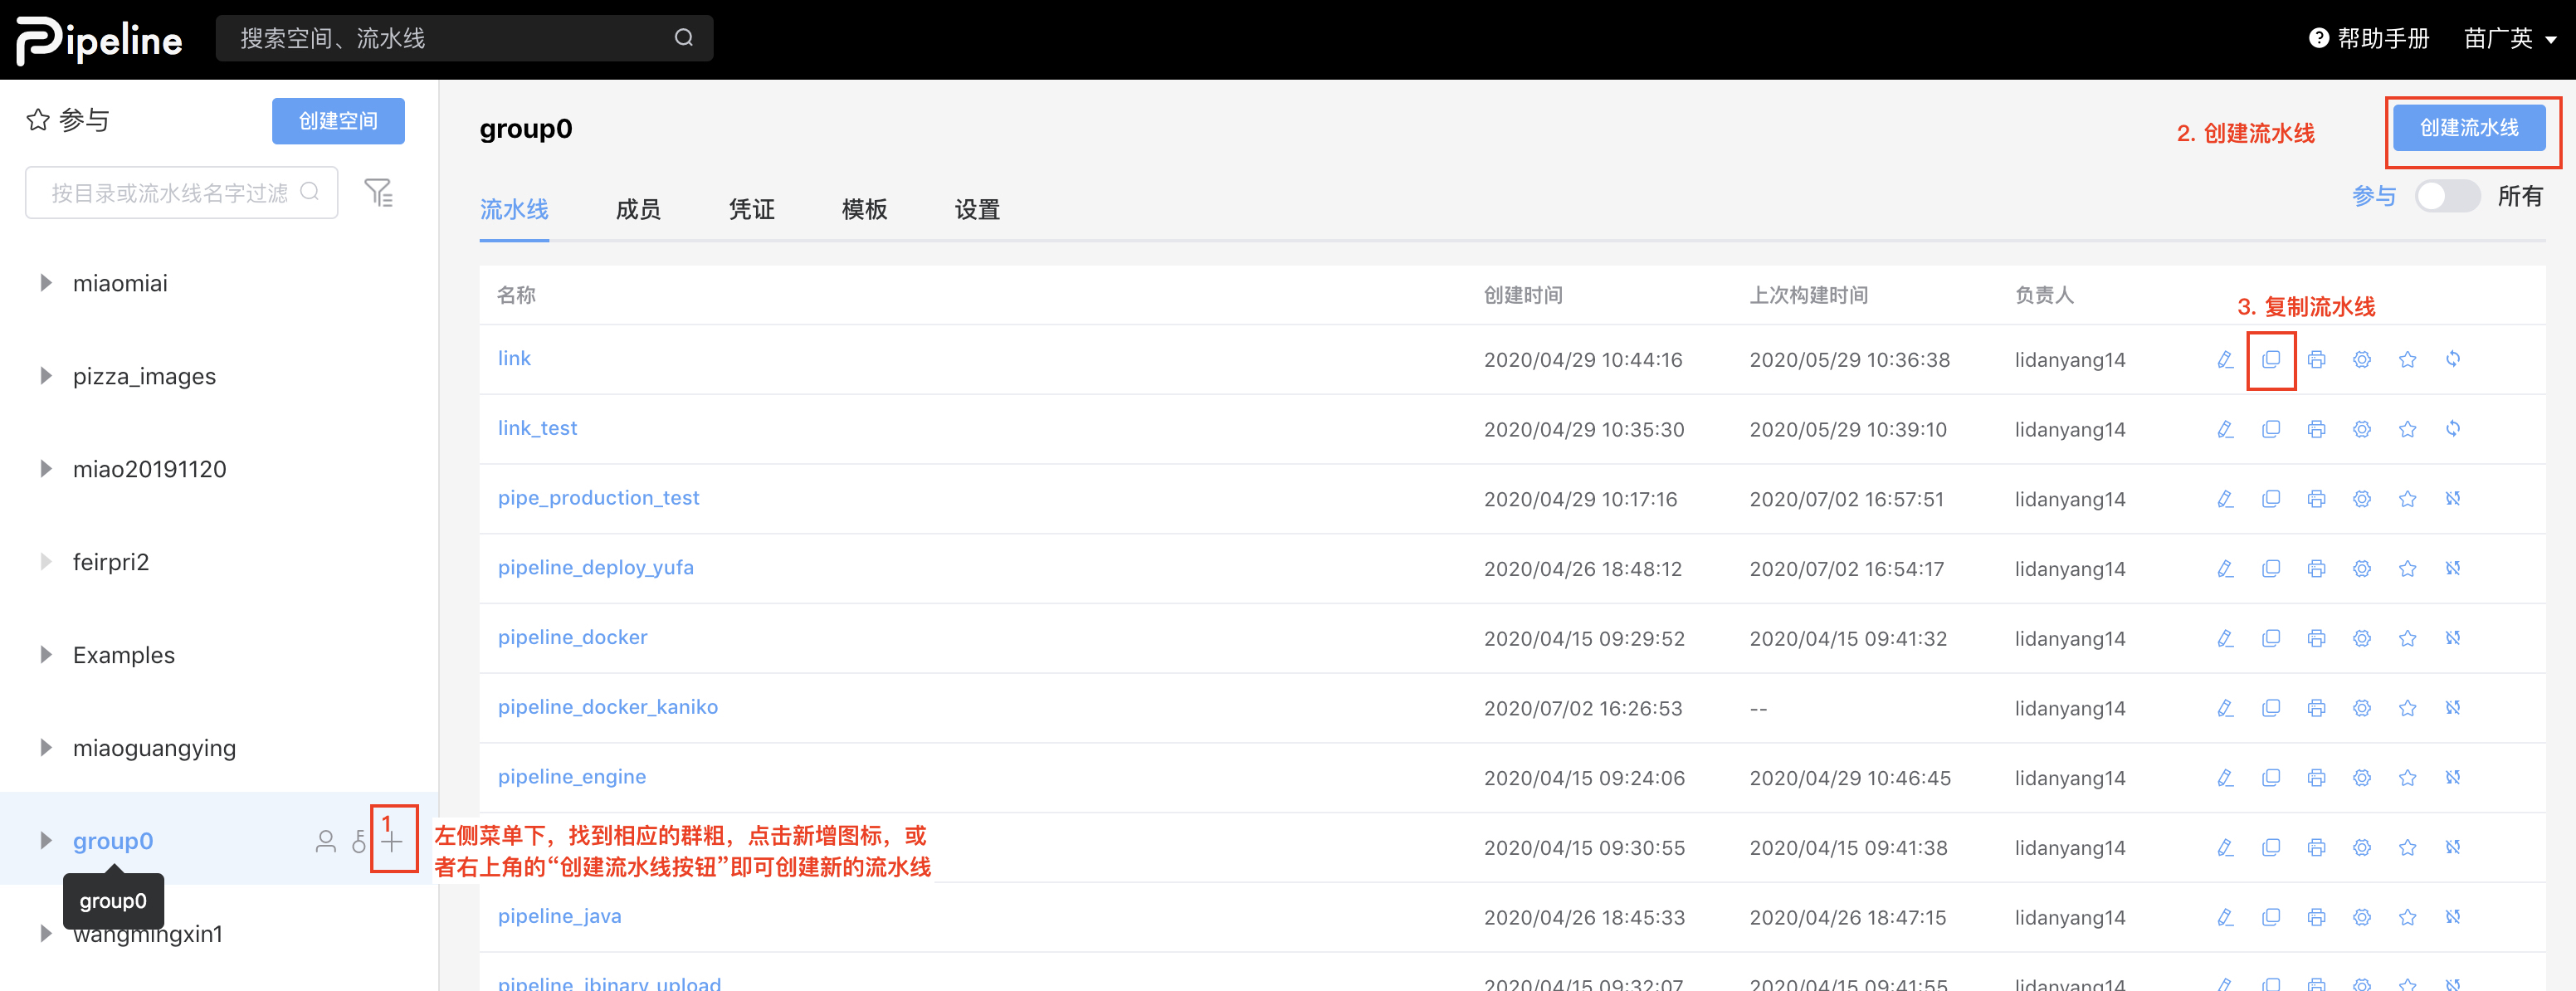 Pipeline
搜索空间、流水线
帮助手册
苗广英
参与
创建空间
按目录或流水线名字过滤
miaomiai
pizza_images
miao20191120
feirpri2
Examples
miaoguangying
group0
group0
wangmingxin1
1
左侧菜单下，找到相应的群粗，点击新增图标，或
者右上角的“创建流水线按钮”即可创建新的流水线
group0
2. 创建流水线
创建流水线
流水线 成员 凭证 模板 设置
参与 所有
名称 创建时间 上次构建时间 负责人
3. 复制流水线
link 2020/04/29 10:44:16 2020/05/29 10:36:38 lidanyang14
link_test 2020/04/29 10:35:30 2020/05/29 10:39:10 lidanyang14
pipe_production_test 2020/04/29 10:17:16 2020/07/02 16:57:51 lidanyang14
pipeline_deploy_yufa 2020/04/26 18:48:12 2020/07/02 16:54:17 lidanyang14
pipeline_docker 2020/04/15 09:29:52 2020/04/15 09:41:32 lidanyang14
pipeline_docker_kaniko 2020/07/02 16:26:53 -- lidanyang14
pipeline_engine 2020/04/15 09:24:06 2020/04/29 10:46:45 lidanyang14
2020/04/15 09:30:55 2020/04/15 09:41:38 lidanyang14
pipeline_java 2020/04/26 18:45:33 2020/04/26 18:47:15 lidanyang14
pipeline_jbinary_upload 2020/04/15 09:32:07 2020/04/15 09:41:55 lidanyang14